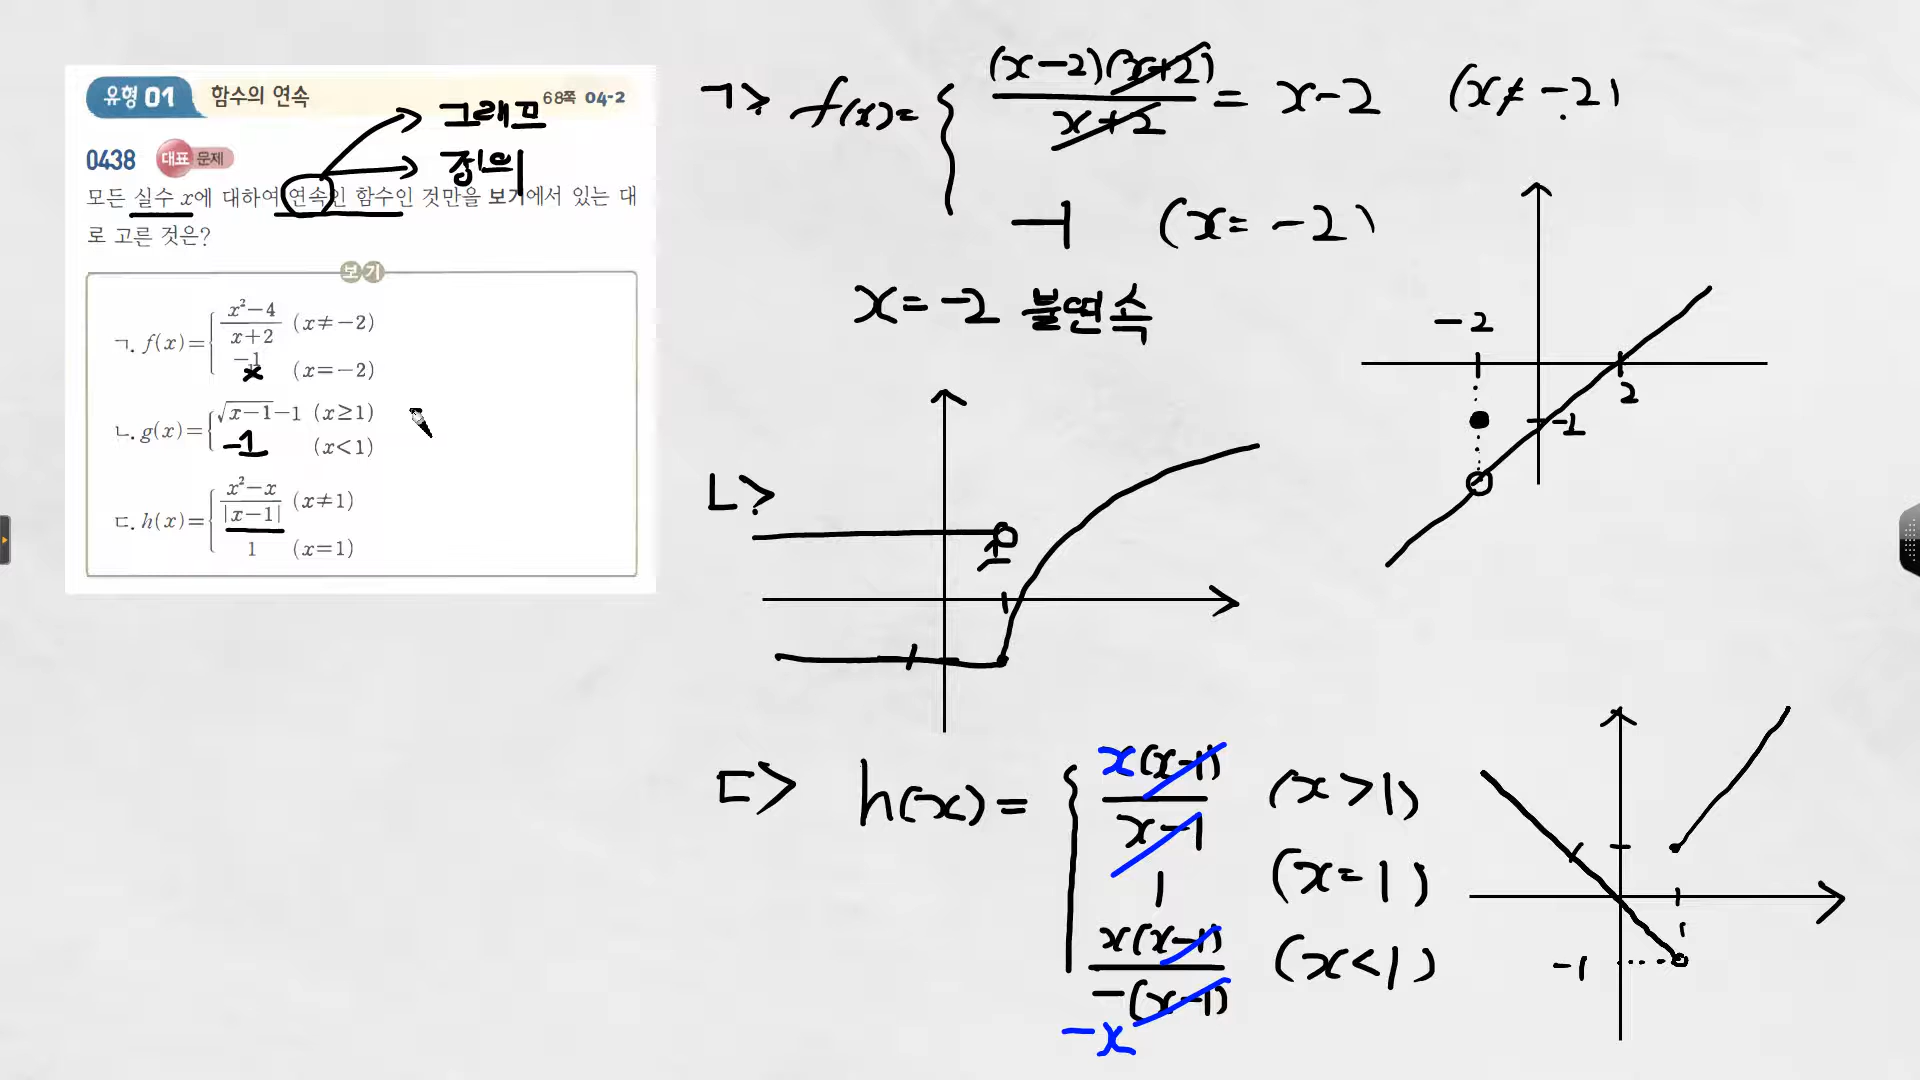 유형 01 함수의 연속 68쪽 04-2
그래프
정의
0438 대표 문제
모든 실수 x에 대하여 연속인 함수인 것만을 보기에서 있는 대
로 고른 것은?
보기
ㄱ. f(x)={ (x²-4)/(x+2) (x≠-2)
-1 (x=-2)
ㄴ. g(x)={ √(x-1)-1 (x≥1)
-1 (x<1)
ㄷ. h(x)={ (x²-x)/|x-1| (x≠1)
1 (x=1)
ㄱ> f(x)={ (x-2)(x+2)/(x+2) = x-2 (x≠-2)
-1 (x=-2)
x=-2 불연속
-2
2
-1
ㄴ>
1
ㄷ> h(x)={ x(x-1)/(x-1) (x>1)
1 (x=1)
x(x-1)/-(x-1) (x<1)
-x
1
-1